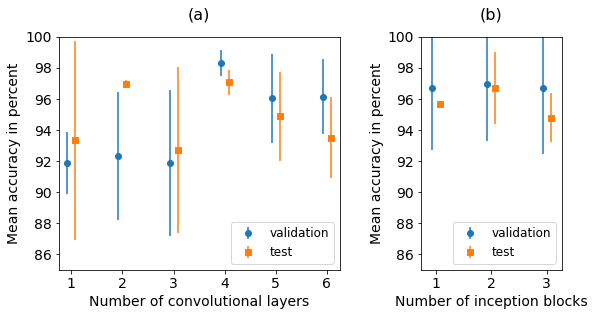 (a)
100
98
96
94
92
90
88
86
Mean accuracy in percent
validation
test
1 2 3 4 5 6
Number of convolutional layers
(b)
100
98
96
94
92
90
88
86
Mean accuracy in percent
validation
test
1 2 3
Number of inception blocks